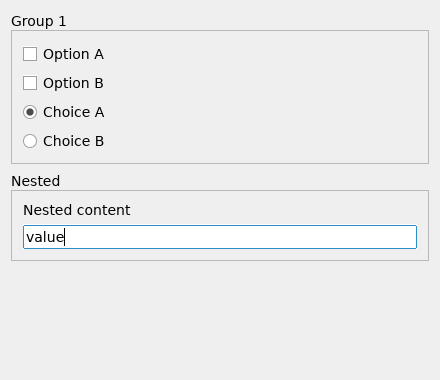 Group 1
Option A
Option B
Choice A
Choice B
Nested
Nested content
value